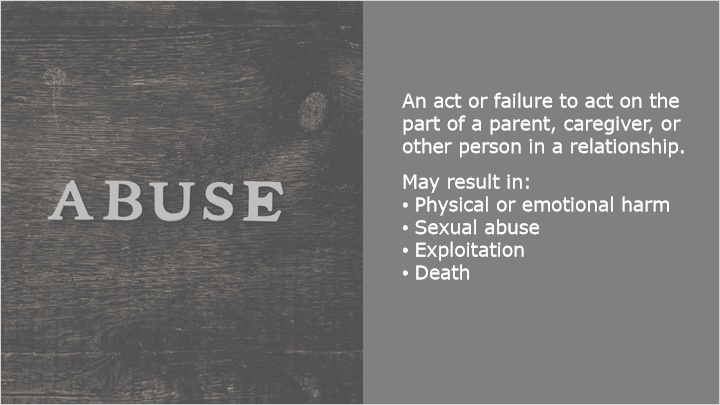 ABUSE
An act or failure to act on the
part of a parent, caregiver, or
other person in a relationship.
May result in:
• Physical or emotional harm
• Sexual abuse
• Exploitation
• Death